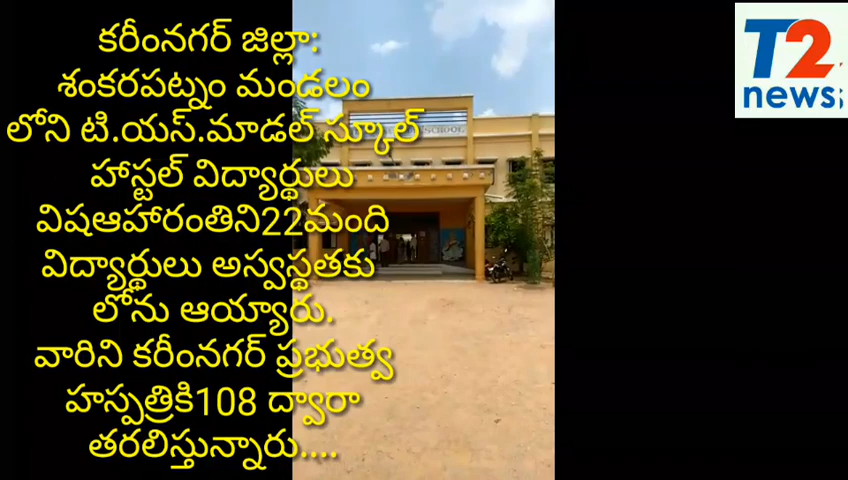 కరీంనగర్ జిల్లా:
శంకరపట్నం మండలం
లోని టి.యస్.మాడల్ స్కూల్
హాస్టల్ విద్యార్థులు
విషఆహారంతిని22మంది
విద్యార్థులు అస్వస్థతకు
లోను ఆయ్యారు.
వారిని కరీంనగర్ ప్రభుత్వ
హస్పత్రికి108 ద్వారా
తరలిస్తున్నారు....
SCHOOL
T2
news